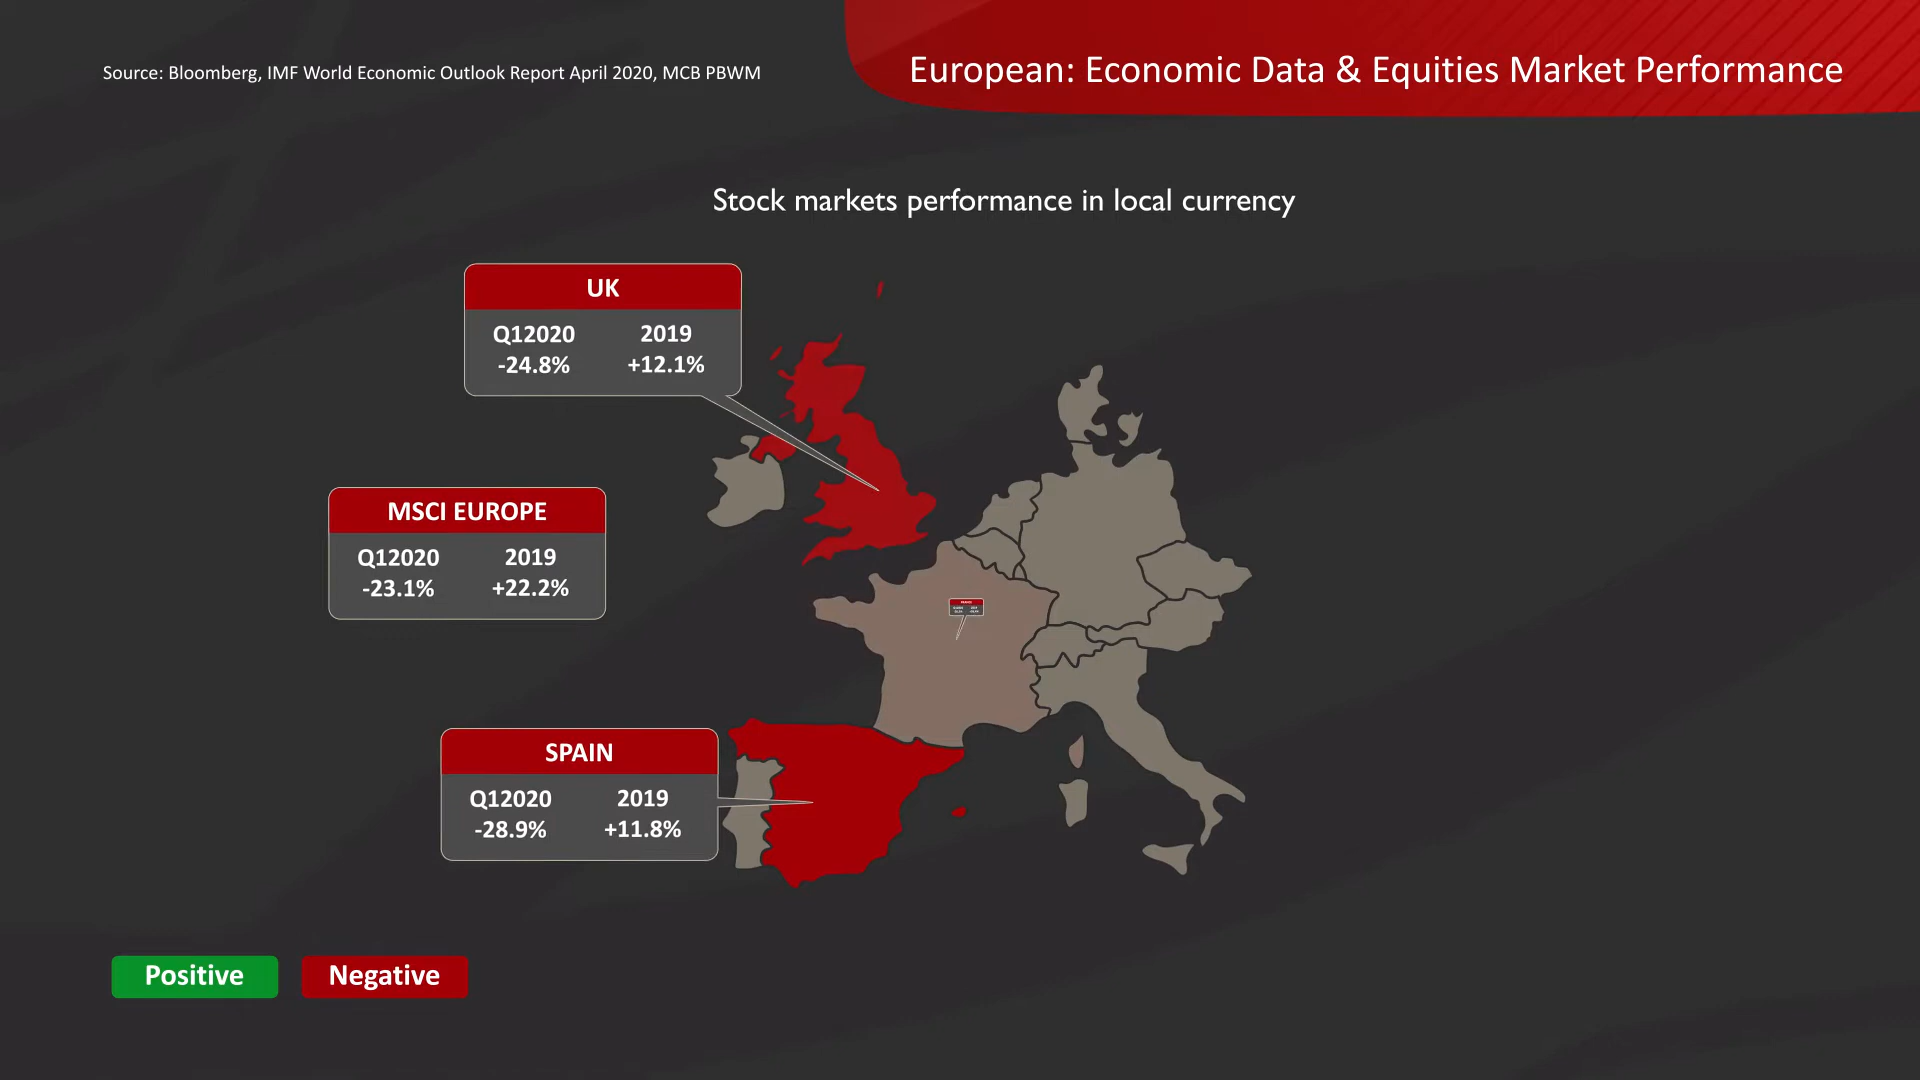 Source: Bloomberg, IMF World Economic Outlook Report April 2020, MCB PBWM
European: Economic Data & Equities Market Performance
Stock markets performance in local currency
UK
Q12020 2019
-24.8% +12.1%
MSCI EUROPE
Q12020 2019
-23.1% +22.2%
SPAIN
Q12020 2019
-28.9% +11.8%
Positive Negative